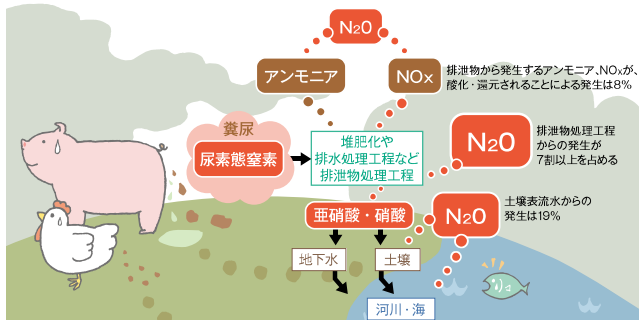 N20
アンモニア
NOx
排泄物から発生するアンモニア、NOxが、
酸化・還元されることによる発生は8%
糞尿
尿素態窒素
堆肥化や
排水処理工程など
排泄物処理工程
N20
排泄物処理工程
からの発生が
7割以上を占める
亜硝酸・硝酸
N20
土壌表流水からの
発生は19%
地下水
土壌
河川・海